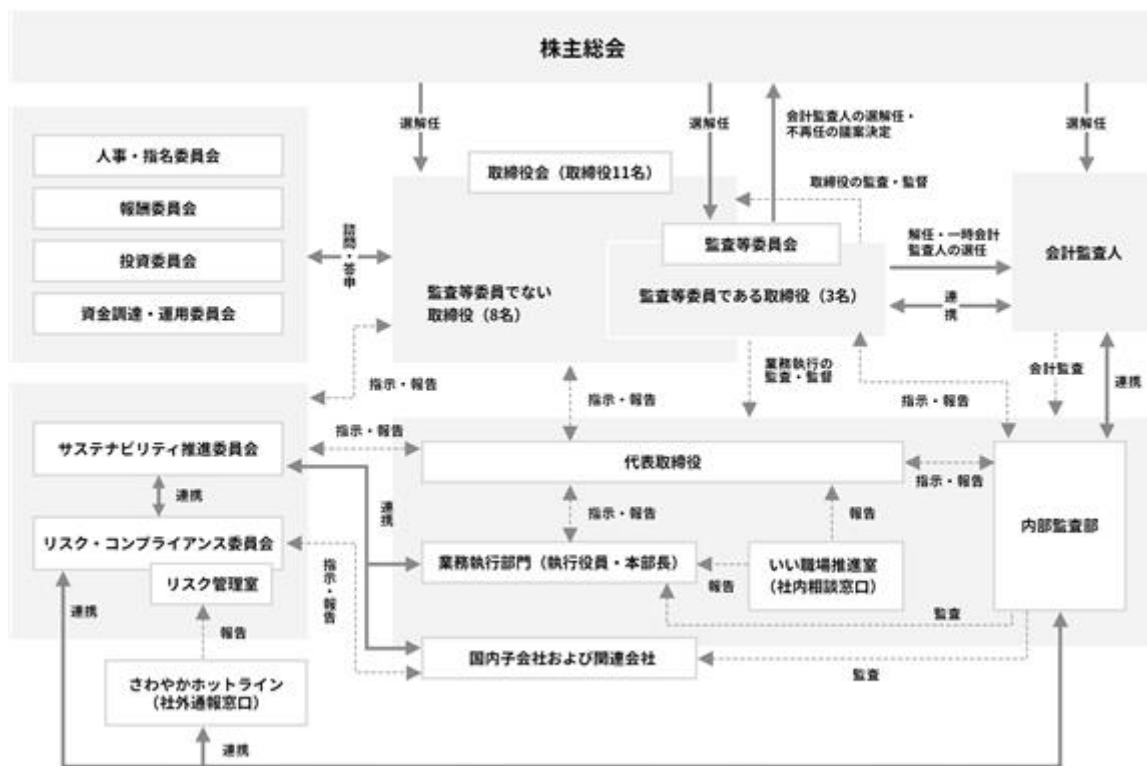 株主総会
選解任
選解任
会計監査人の選解任・
不再任の議案決定
選解任
人事・指名委員会
報酬委員会
投資委員会
資金調達・運用委員会
諮問・答申
取締役会（取締役11名）
取締役の監査・監督
監査等委員会
監査等委員でない
取締役（8名）
監査等委員である取締役（3名）
解任・一時会計
監査人の選任
連携
会計監査人
指示・報告
指示・報告
業務執行の
監査・監督
指示・報告
会計監査
連携
サステナビリティ推進委員会
連携
リスク・コンプライアンス委員会
リスク管理室
指示・報告
代表取締役
指示・報告
連携
指示・報告
報告
業務執行部門（執行役員・本部長）
報告
いい職場推進室
（社内相談窓口）
内部監査部
指示・報告
監査
国内子会社および関連会社
監査
連携
報告
さわやかホットライン
（社外通報窓口）
連携